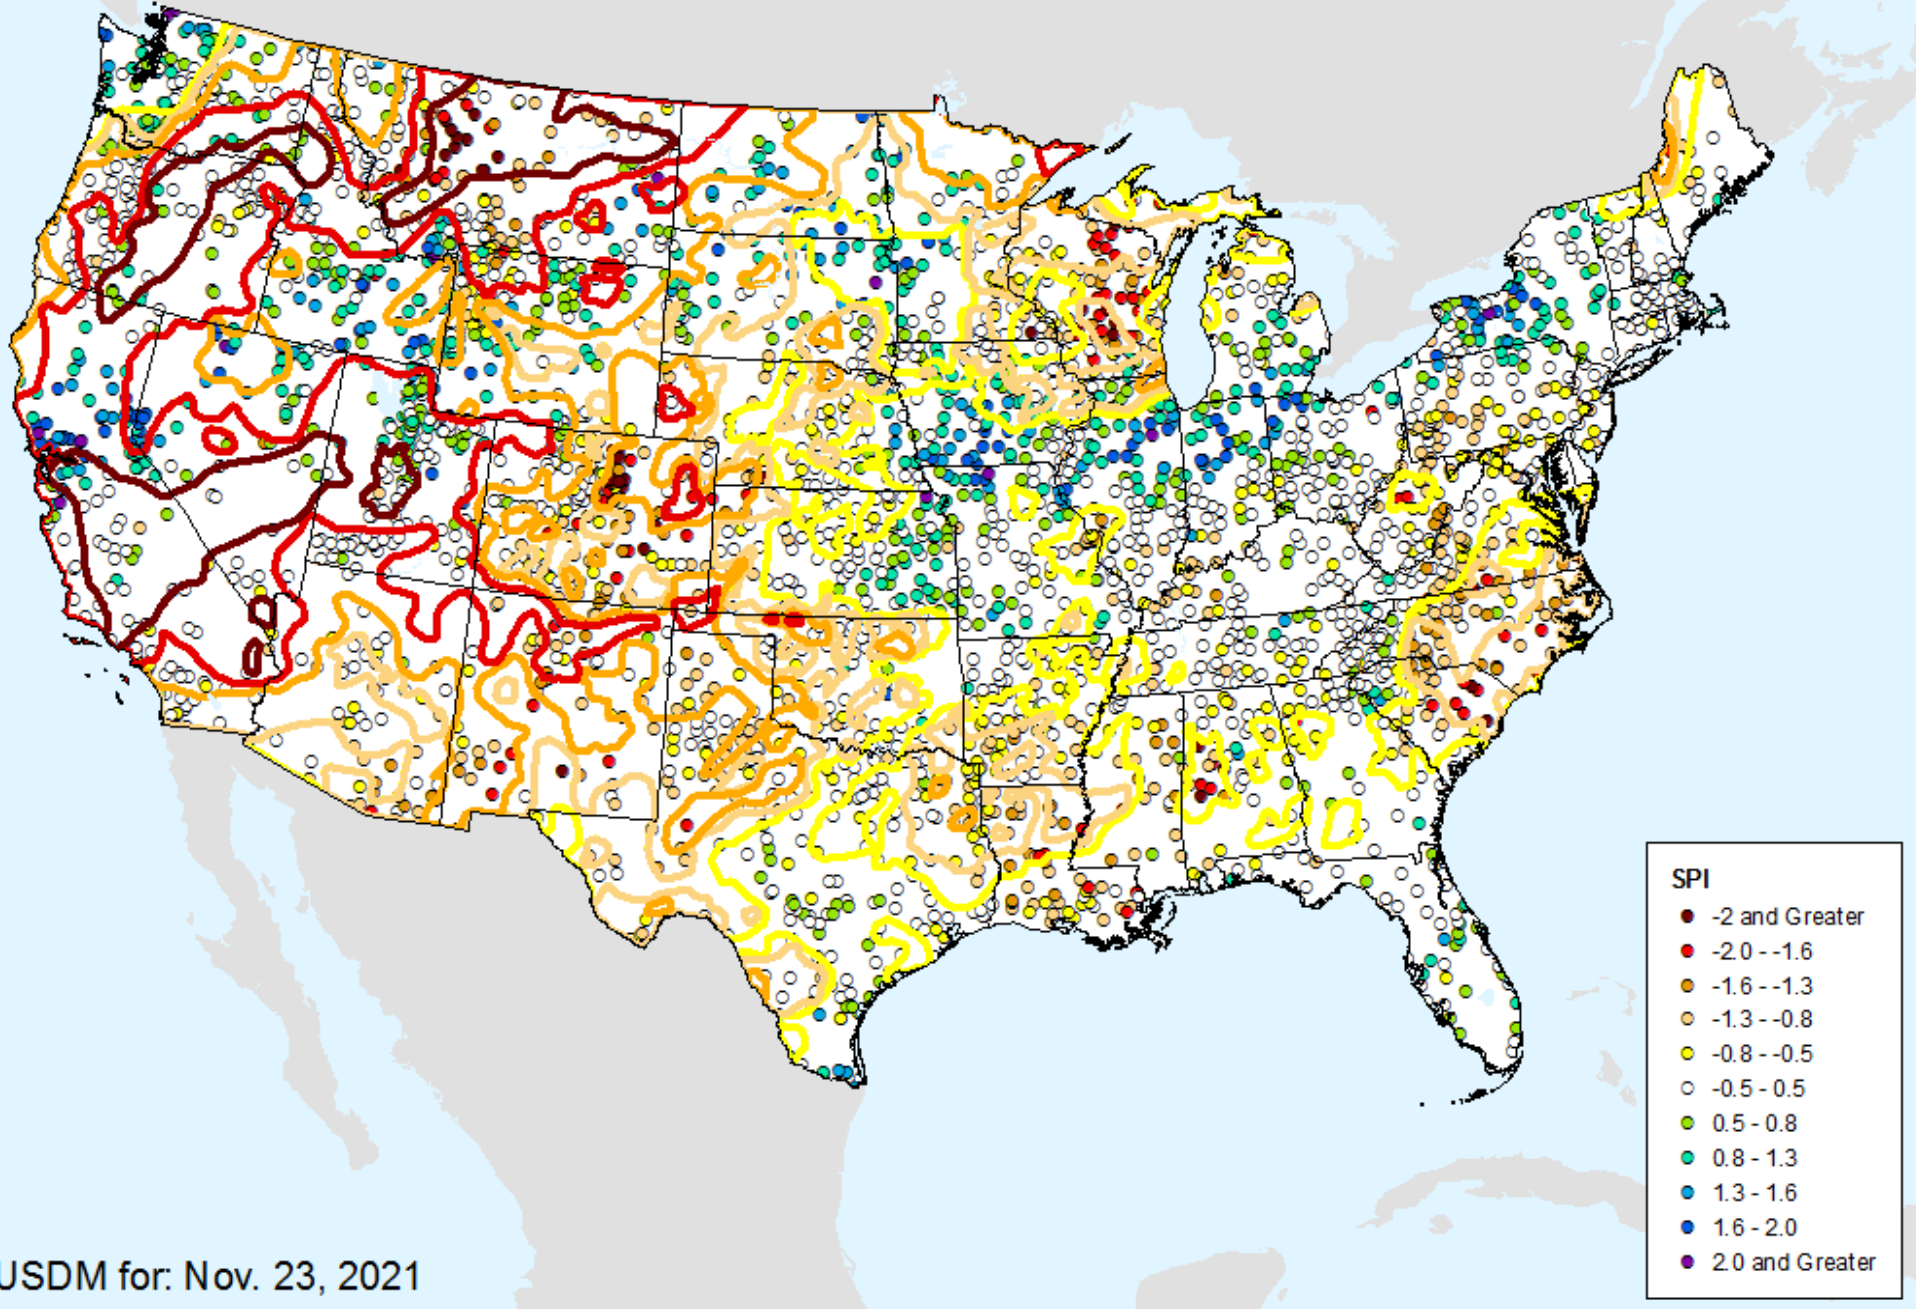 SPI
-2 and Greater
-2.0 - -1.6
-1.6 - -1.3
-1.3 - -0.8
-0.8 - -0.5
-0.5 - 0.5
0.5 - 0.8
0.8 - 1.3
1.3 - 1.6
1.6 - 2.0
2.0 and Greater
USDM for: Nov. 23, 2021